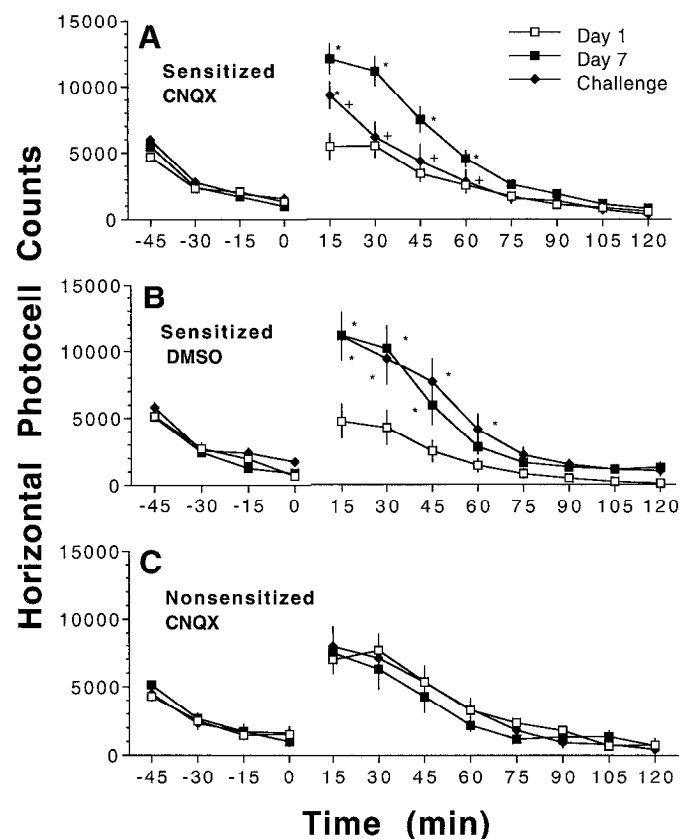 A
Sensitized
CNQX
Day 1
Day 7
Challenge
15000
10000
5000
0
* * * *
* + + + +
-45 -30 -15 0 15 30 45 60 75 90 105 120
B
Sensitized
DMSO
15000
10000
5000
0
* *
* * * * *
-45 -30 -15 0 15 30 45 60 75 90 105 120
C
Nonsensitized
CNQX
15000
10000
5000
0
-45 -30 -15 0 15 30 45 60 75 90 105 120
Horizontal Photocell Counts
Time (min)